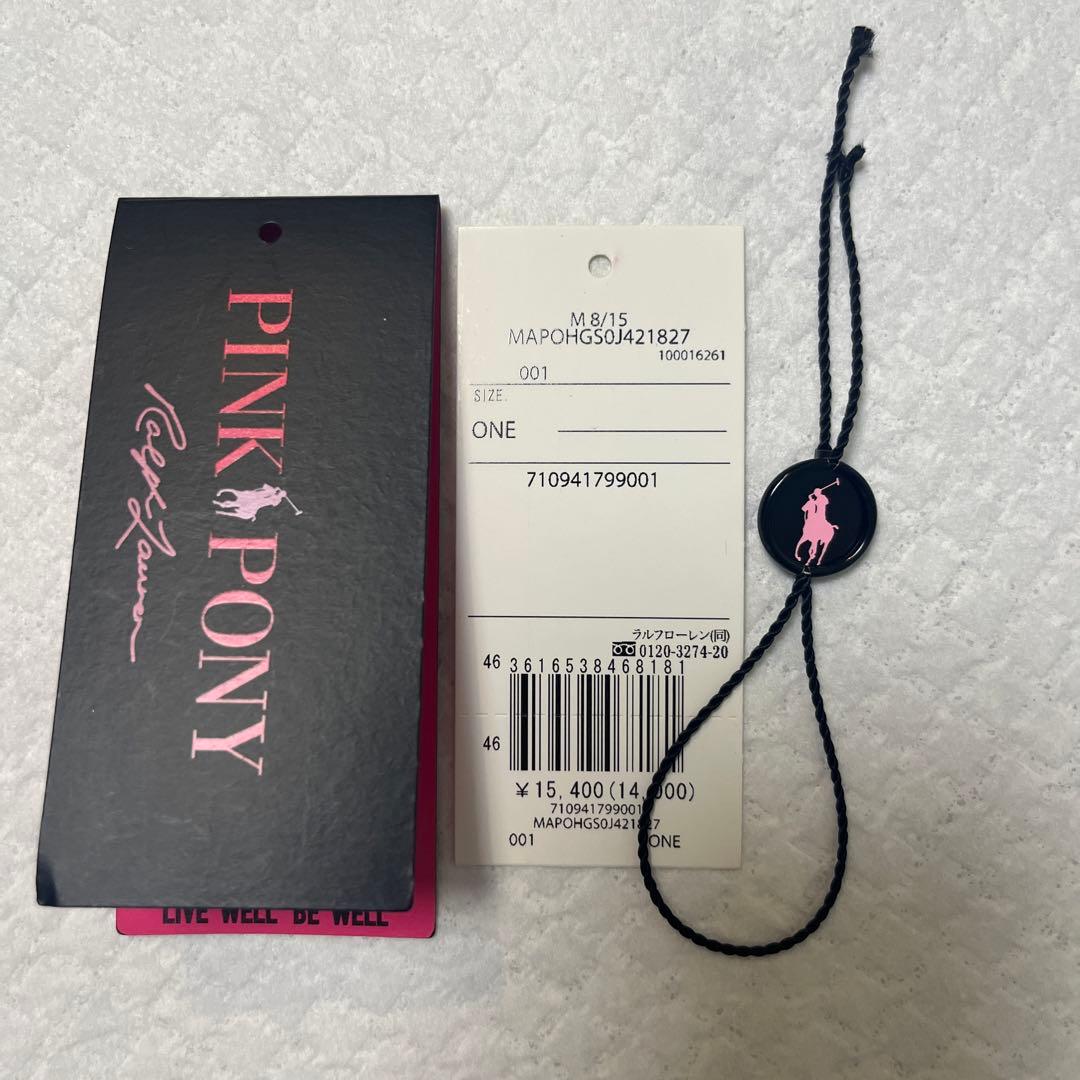 PINK PONY
Ralph Lauren
LIVE WELL BE WELL
M 8/15
MAPOHGS0J421827
100016261
001
SIZE.
ONE
710941799001
ラルフローレン(同)
0120-3274-20
46 3616538468181
46
¥15,400(14,000)
710941799001
MAPOHGS0J421827
001 ONE